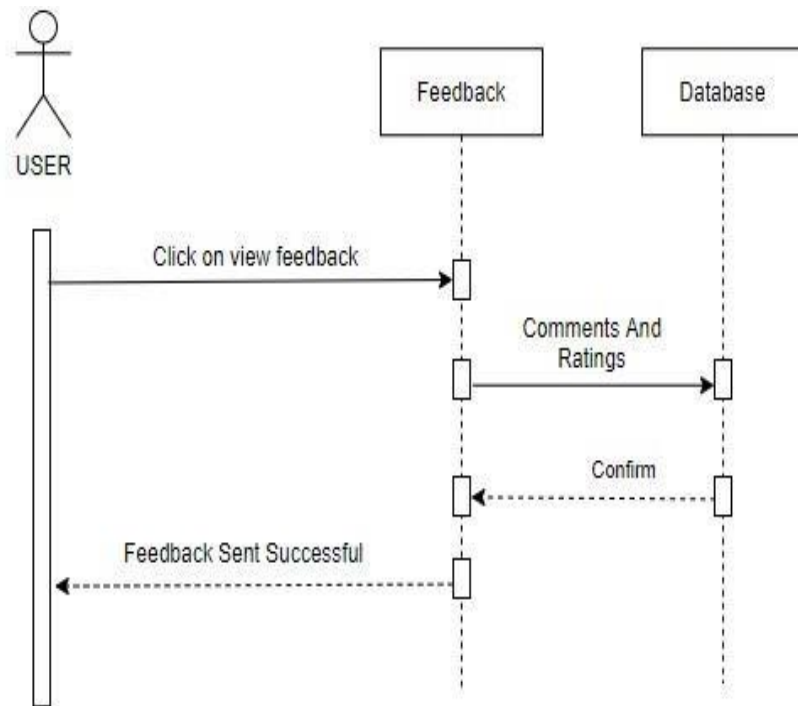 Feedback
Database
USER
Click on view feedback
Comments And
Ratings
Confirm
Feedback Sent Successful